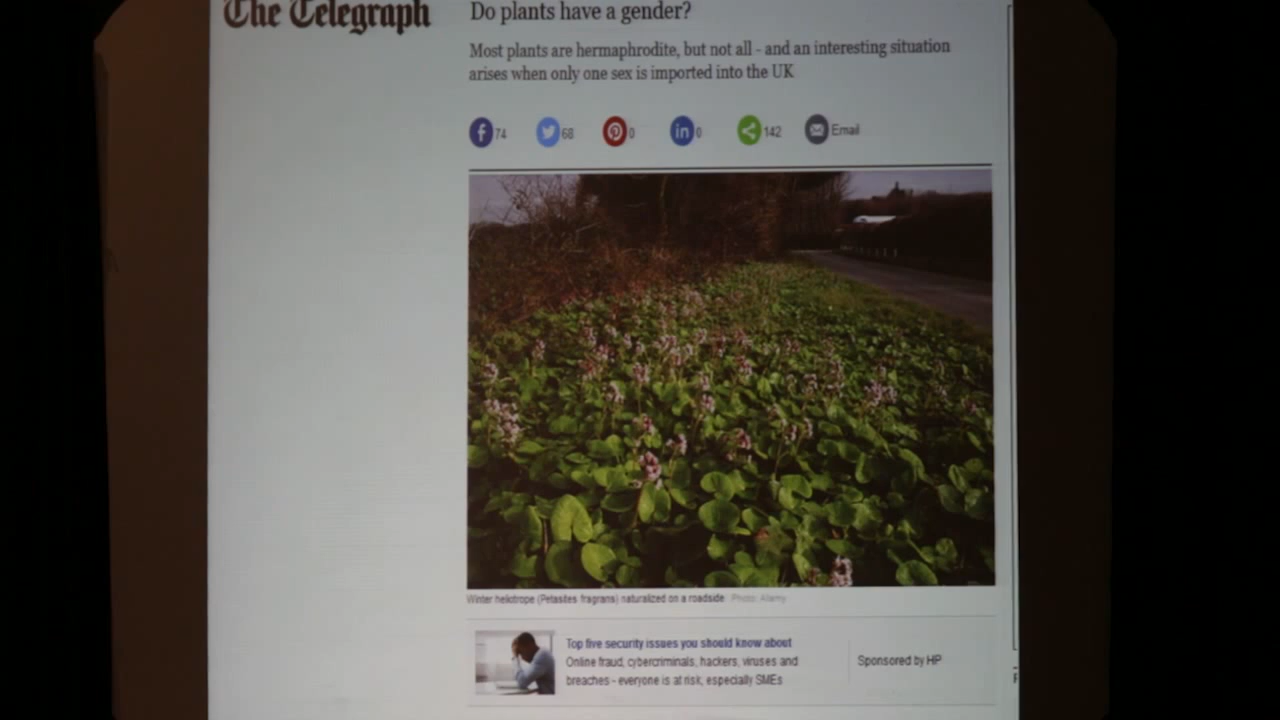 The Telegraph
Do plants have a gender?
Most plants are hermaphrodite, but not all - and an interesting situation
arises when only one sex is imported into the UK
74 68 0 0 142 Email
Winter heliotrope (Petasites fragrans) naturalized on a roadside Photo: Alamy
Top five security issues you should know about
Online fraud, cybercriminals, hackers, viruses and
breaches - everyone is at risk, especially SMEs
Sponsored by HP